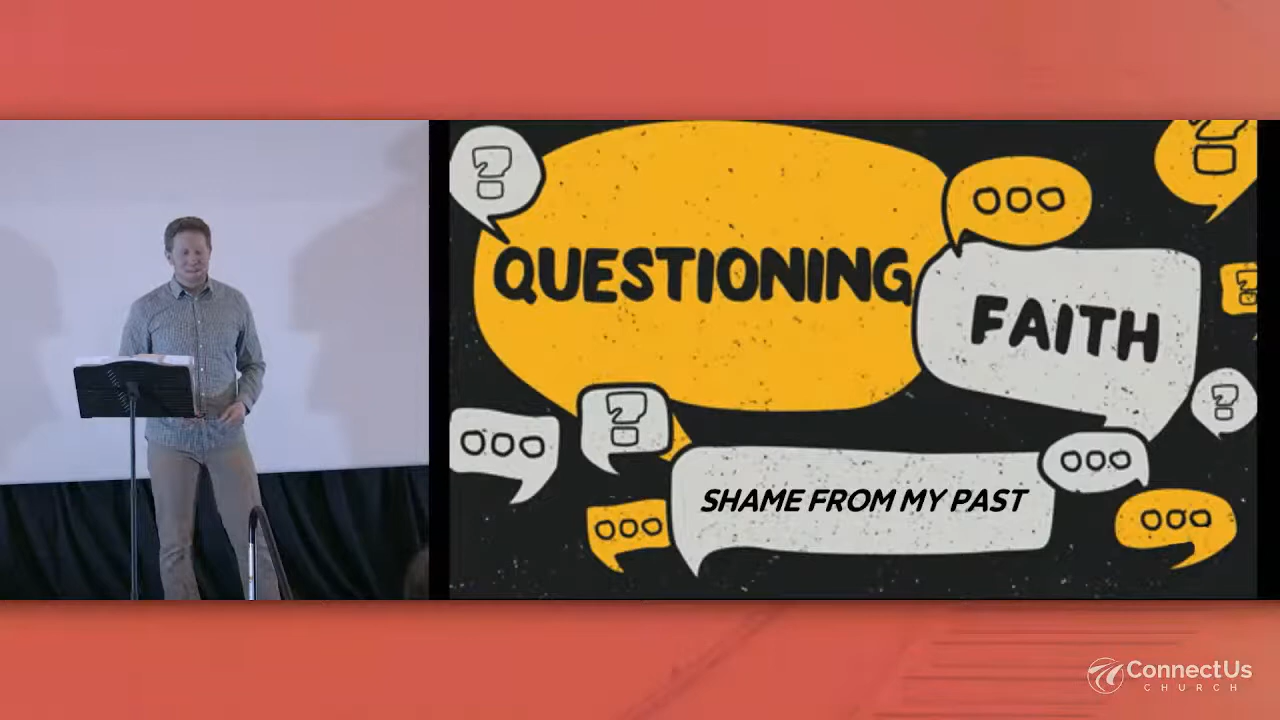 QUESTIONING
FAITH
SHAME FROM MY PAST
ConnectUs
CHURCH